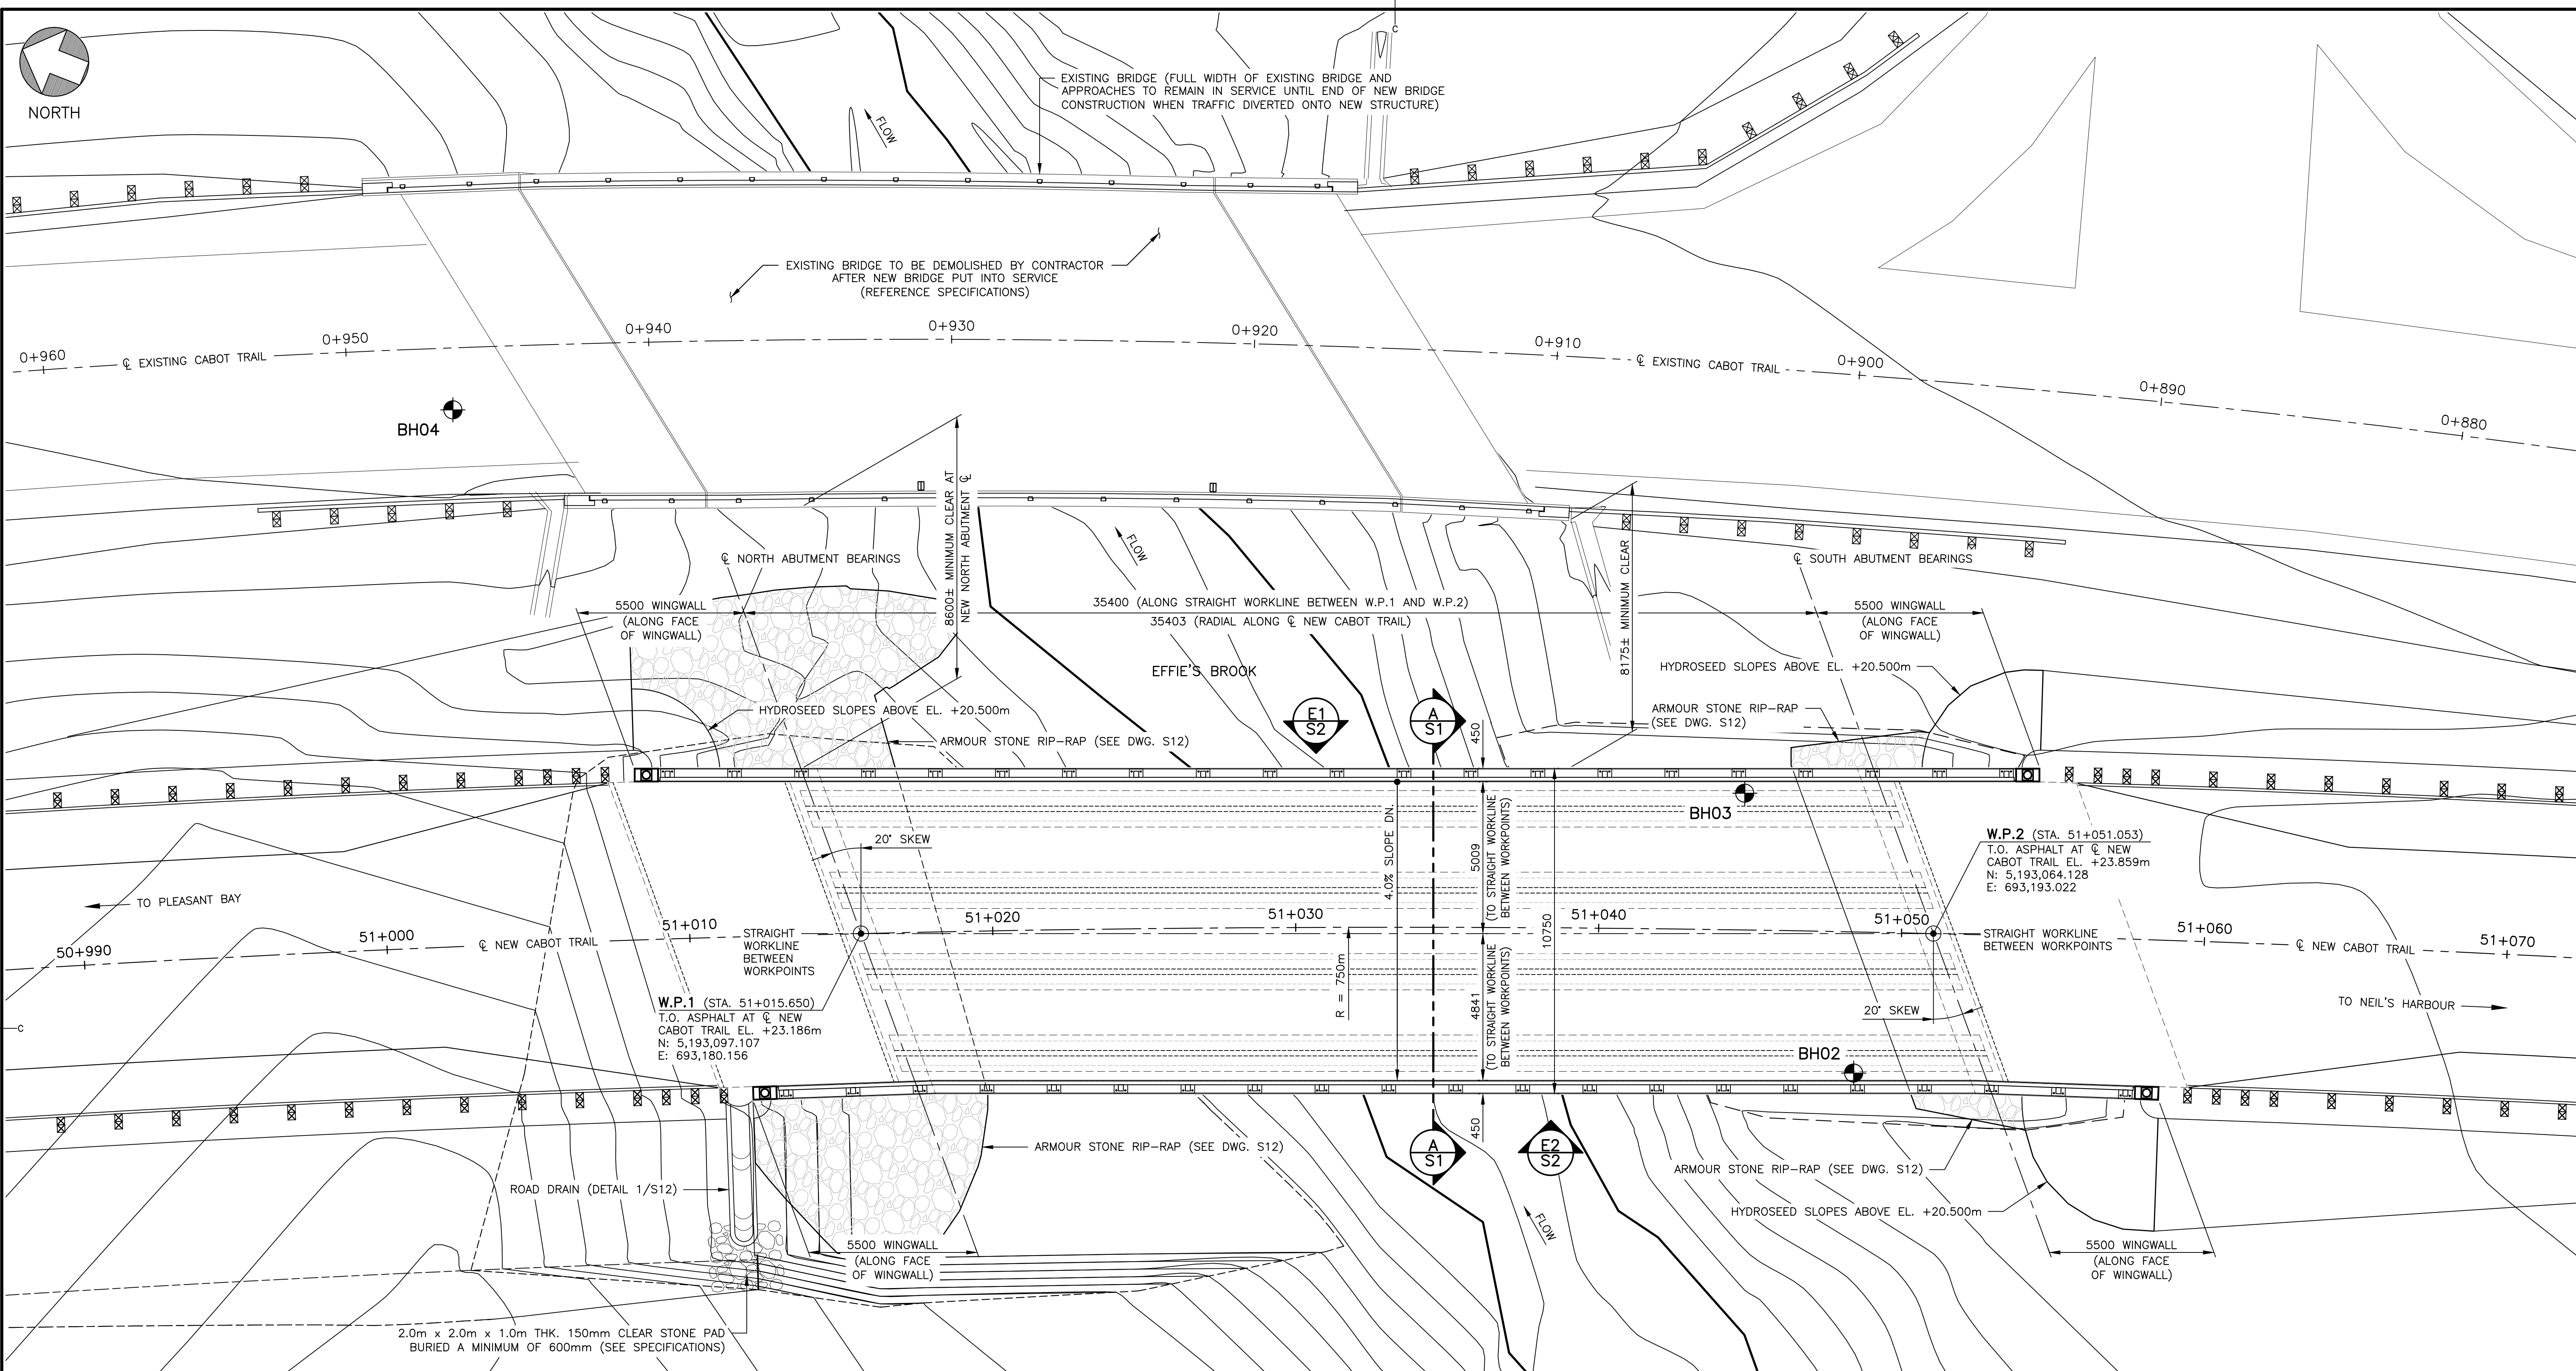 C
NORTH
EXISTING BRIDGE (FULL WIDTH OF EXISTING BRIDGE AND
APPROACHES TO REMAIN IN SERVICE UNTIL END OF NEW BRIDGE
CONSTRUCTION WHEN TRAFFIC DIVERTED ONTO NEW STRUCTURE)
FLOW
EXISTING BRIDGE TO BE DEMOLISHED BY CONTRACTOR
AFTER NEW BRIDGE PUT INTO SERVICE
(REFERENCE SPECIFICATIONS)
0+960
℄ EXISTING CABOT TRAIL
0+950
0+940
0+930
0+920
0+910
℄ EXISTING CABOT TRAIL
0+900
0+890
0+880
BH04
8600± MINIMUM CLEAR AT
NEW NORTH ABUTMENT ℄
FLOW
8175± MINIMUM CLEAR
℄ NORTH ABUTMENT BEARINGS
℄ SOUTH ABUTMENT BEARINGS
5500 WINGWALL
(ALONG FACE
OF WINGWALL)
35400 (ALONG STRAIGHT WORKLINE BETWEEN W.P.1 AND W.P.2)
35403 (RADIAL ALONG ℄ NEW CABOT TRAIL)
5500 WINGWALL
(ALONG FACE
OF WINGWALL)
EFFIE'S BROOK
HYDROSEED SLOPES ABOVE EL. +20.500m
HYDROSEED SLOPES ABOVE EL. +20.500m
ARMOUR STONE RIP-RAP
(SEE DWG. S12)
ARMOUR STONE RIP-RAP (SEE DWG. S12)
E1
S2
A
S1
450
BH03
20° SKEW
4.0% SLOPE DN.
5009
(TO STRAIGHT WORKLINE
BETWEEN WORKPOINTS)
10750
W.P.2 (STA. 51+051.053)
T.O. ASPHALT AT ℄ NEW
CABOT TRAIL EL. +23.859m
N: 5,193,064.128
E: 693,193.022
TO PLEASANT BAY
50+990
51+000
℄ NEW CABOT TRAIL
51+010
STRAIGHT
WORKLINE
BETWEEN
WORKPOINTS
51+020
51+030
51+040
51+050
STRAIGHT WORKLINE
BETWEEN WORKPOINTS
51+060
℄ NEW CABOT TRAIL
51+070
W.P.1 (STA. 51+015.650)
T.O. ASPHALT AT ℄ NEW
CABOT TRAIL EL. +23.186m
N: 5,193,097.107
E: 693,180.156
R = 750m
4841
(TO STRAIGHT WORKLINE
BETWEEN WORKPOINTS)
20° SKEW
TO NEIL'S HARBOUR
C
BH02
450
A
S1
E2
S2
ARMOUR STONE RIP-RAP (SEE DWG. S12)
ARMOUR STONE RIP-RAP (SEE DWG. S12)
ROAD DRAIN (DETAIL 1/S12)
HYDROSEED SLOPES ABOVE EL. +20.500m
FLOW
5500 WINGWALL
(ALONG FACE
OF WINGWALL)
5500 WINGWALL
(ALONG FACE
OF WINGWALL)
2.0m x 2.0m x 1.0m THK. 150mm CLEAR STONE PAD
BURIED A MINIMUM OF 600mm (SEE SPECIFICATIONS)